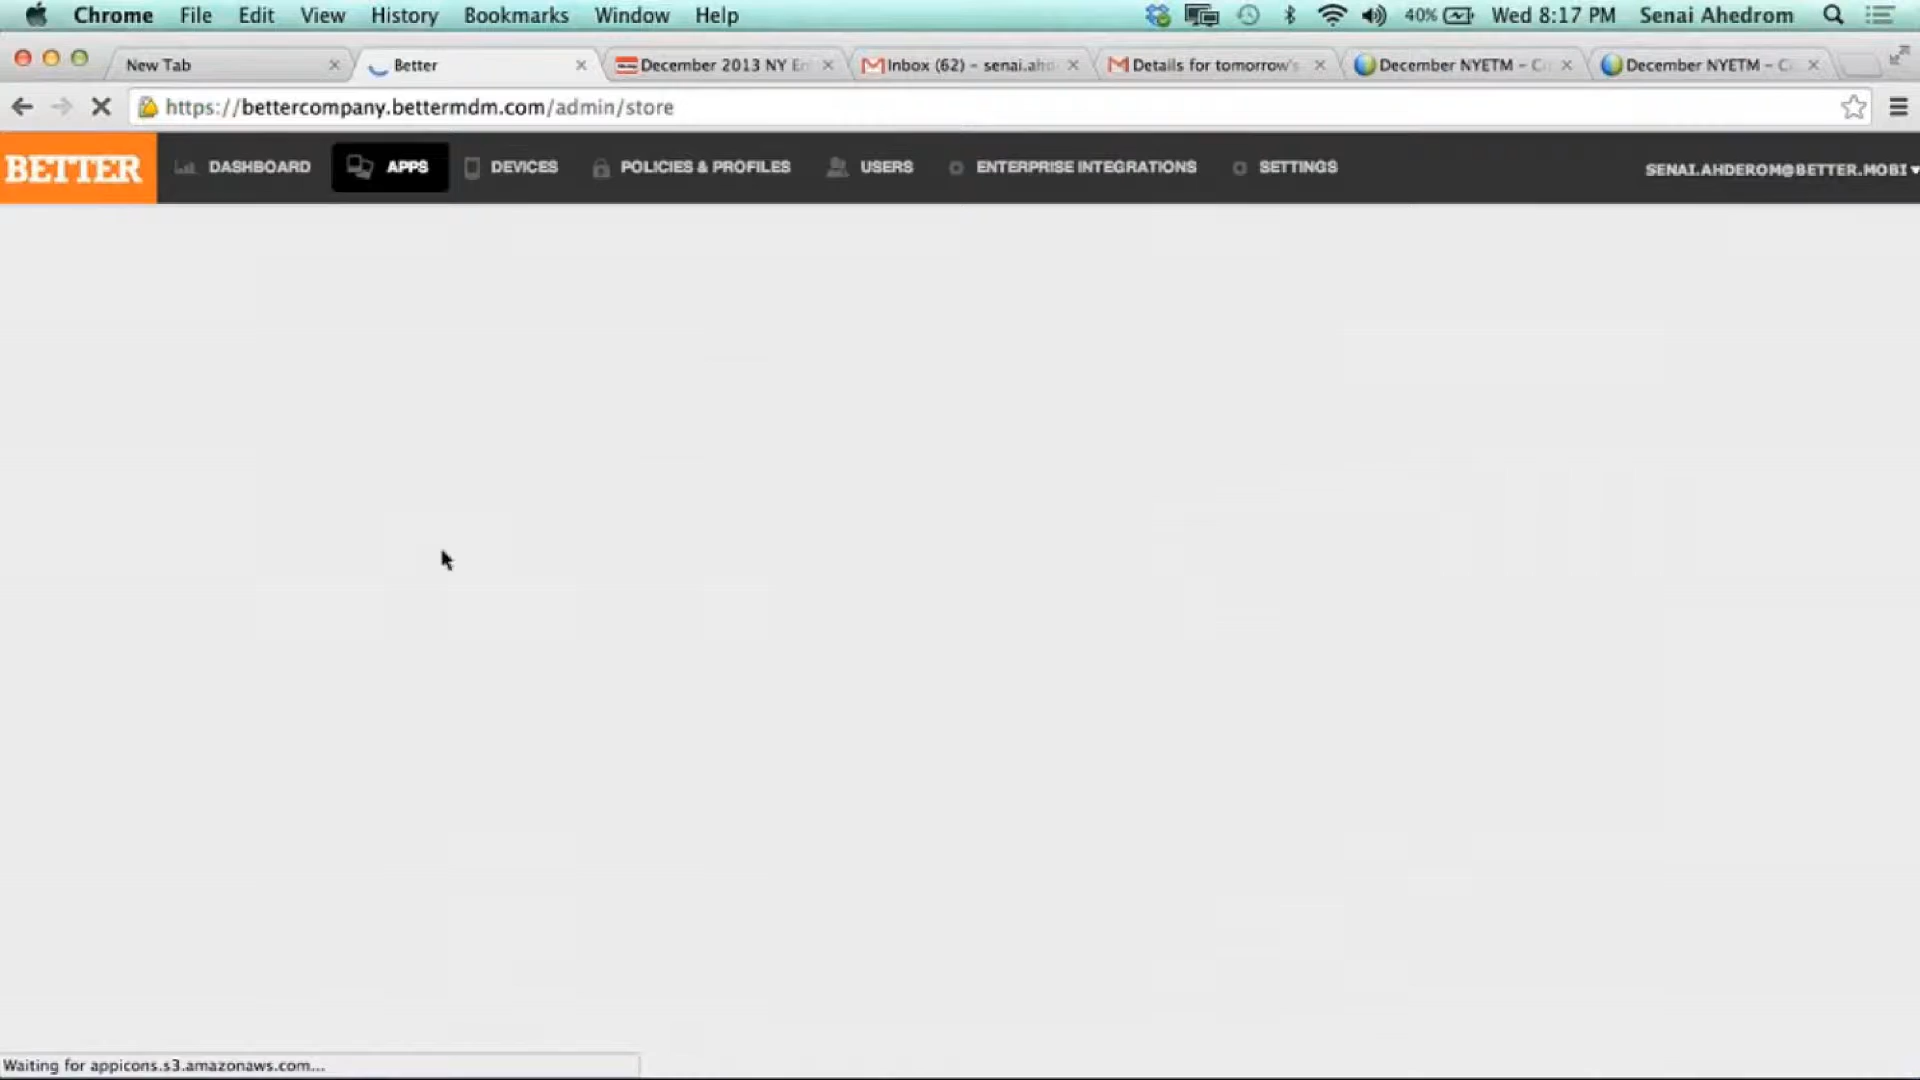 Chrome File Edit View History Bookmarks Window Help 40% Wed 8:17 PM Senai Ahedrom
New Tab Better December 2013 NY En Inbox (62) - senai.ahd Details for tomorrow's December NYETM - C December NYETM - C
https://bettercompany.bettermdm.com/admin/store
BETTER DASHBOARD APPS DEVICES POLICIES & PROFILES USERS ENTERPRISE INTEGRATIONS SETTINGS SENAI.AHDEROM@BETTER.MOBI
Waiting for appicons.s3.amazonaws.com...